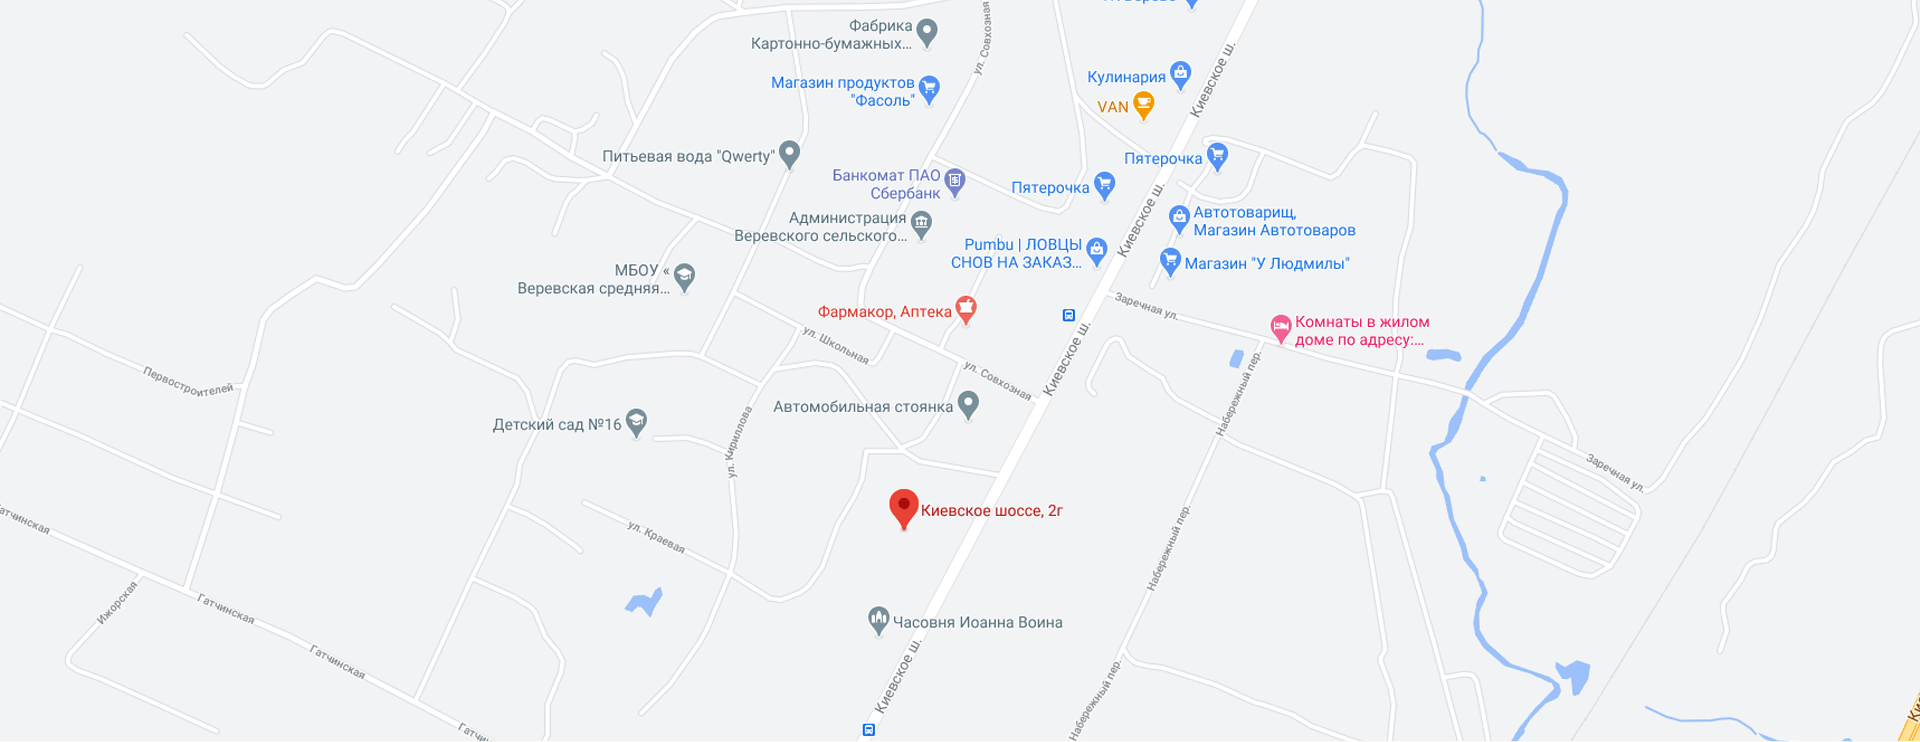 Фабрика
Картонно-бумажных...
ул. Совхозная
Киевское ш.
Магазин продуктов
"Фасоль"
Кулинария
VAN
Питьевая вода "Qwerty"
Пятерочка
Банкомат ПАО
Сбербанк
Пятерочка
Киевское ш.
Администрация
Веревского сельского...
Автотоварищ,
Магазин Автотоваров
Pumbu | ЛОВЦЫ
СНОВ НА ЗАКАЗ...
Магазин "У Людмилы"
МБОУ «
Веревская средняя...
Фармакор, Аптека
Заречная ул.
Комнаты в жилом
доме по адресу:...
ул. Школьная
Киевское ш.
ул. Совхозная
Первостроителей
Набережный пер.
Автомобильная стоянка
Детский сад №16
ул. Кириллова
Заречная ул.
Киевское шоссе, 2г
Гатчинская
ул. Краевая
Набережный пер.
Ижорская
Гатчинская
Часовня Иоанна Воина
Гатчинская
Киевское ш.
Набережный пер.